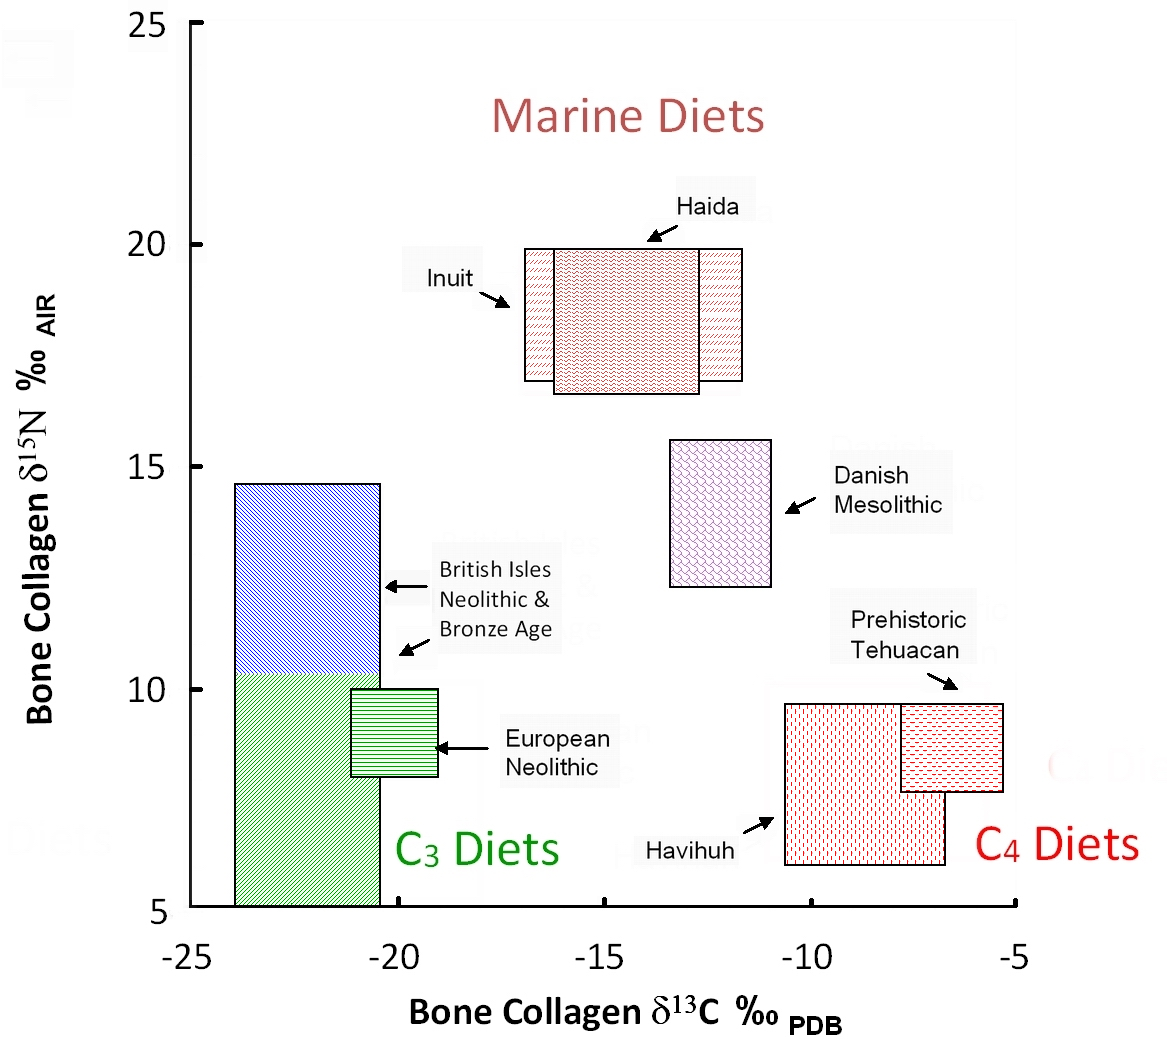 25
Marine Diets
Haida
20
Inuit
15
Danish
Mesolithic
British Isles
Neolithic &
Bronze Age
Prehistoric
Tehuacan
10
European
Neolithic
C3 Diets
Havihuh
C4 Diets
5
-25
-20
-15
-10
-5
Bone Collagen δ15N ‰ AIR
Bone Collagen δ13C ‰ PDB